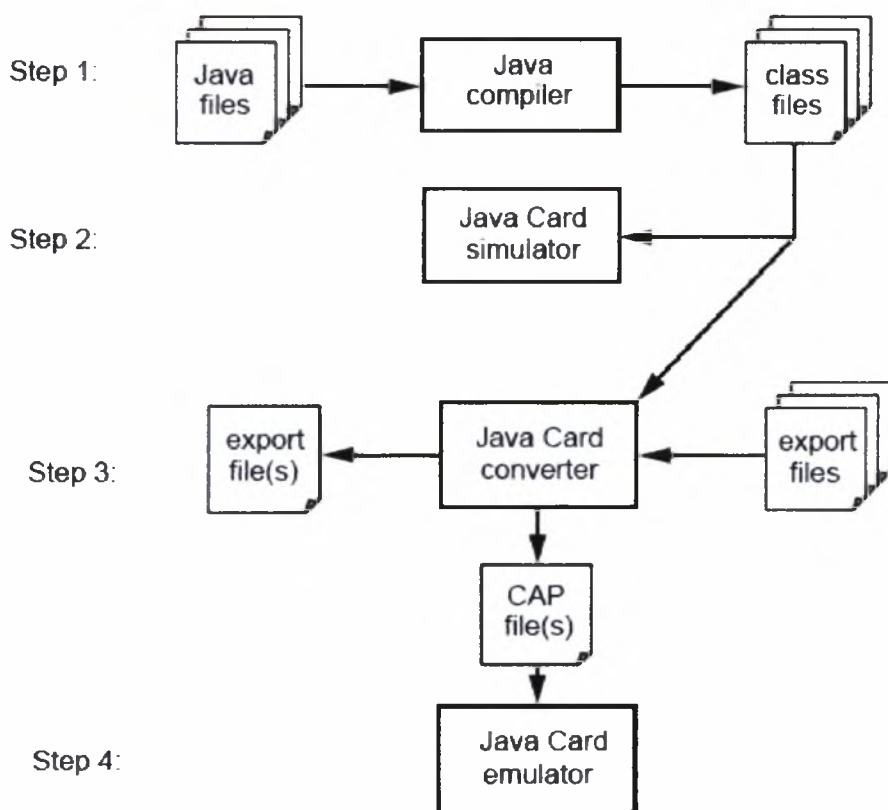 Step 1:
Java
files
Java
compiler
class
files
Step 2:
Java Card
simulator
Step 3:
export
file(s)
Java Card
converter
export
files
CAP
file(s)
Step 4:
Java Card
emulator